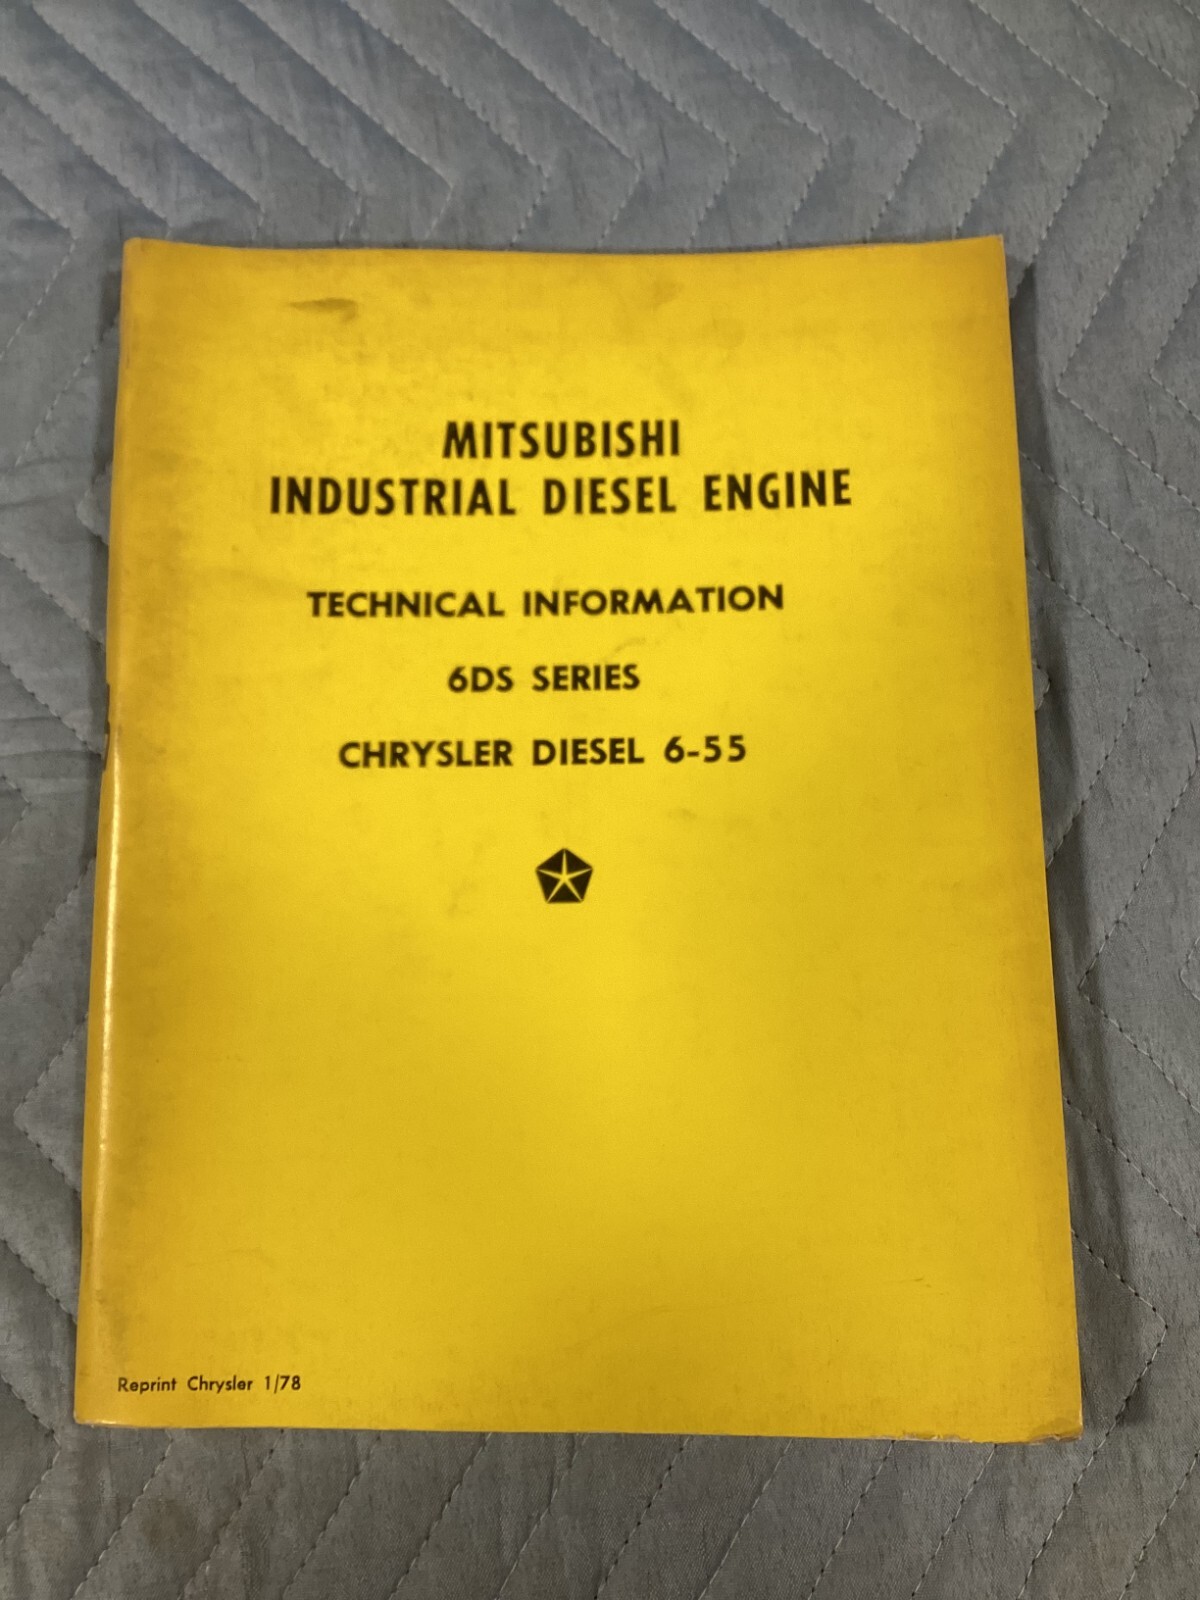 MITSUBISHI
INDUSTRIAL DIESEL ENGINE
TECHNICAL INFORMATION
6DS SERIES
CHRYSLER DIESEL 6-55
Reprint Chrysler 1/78